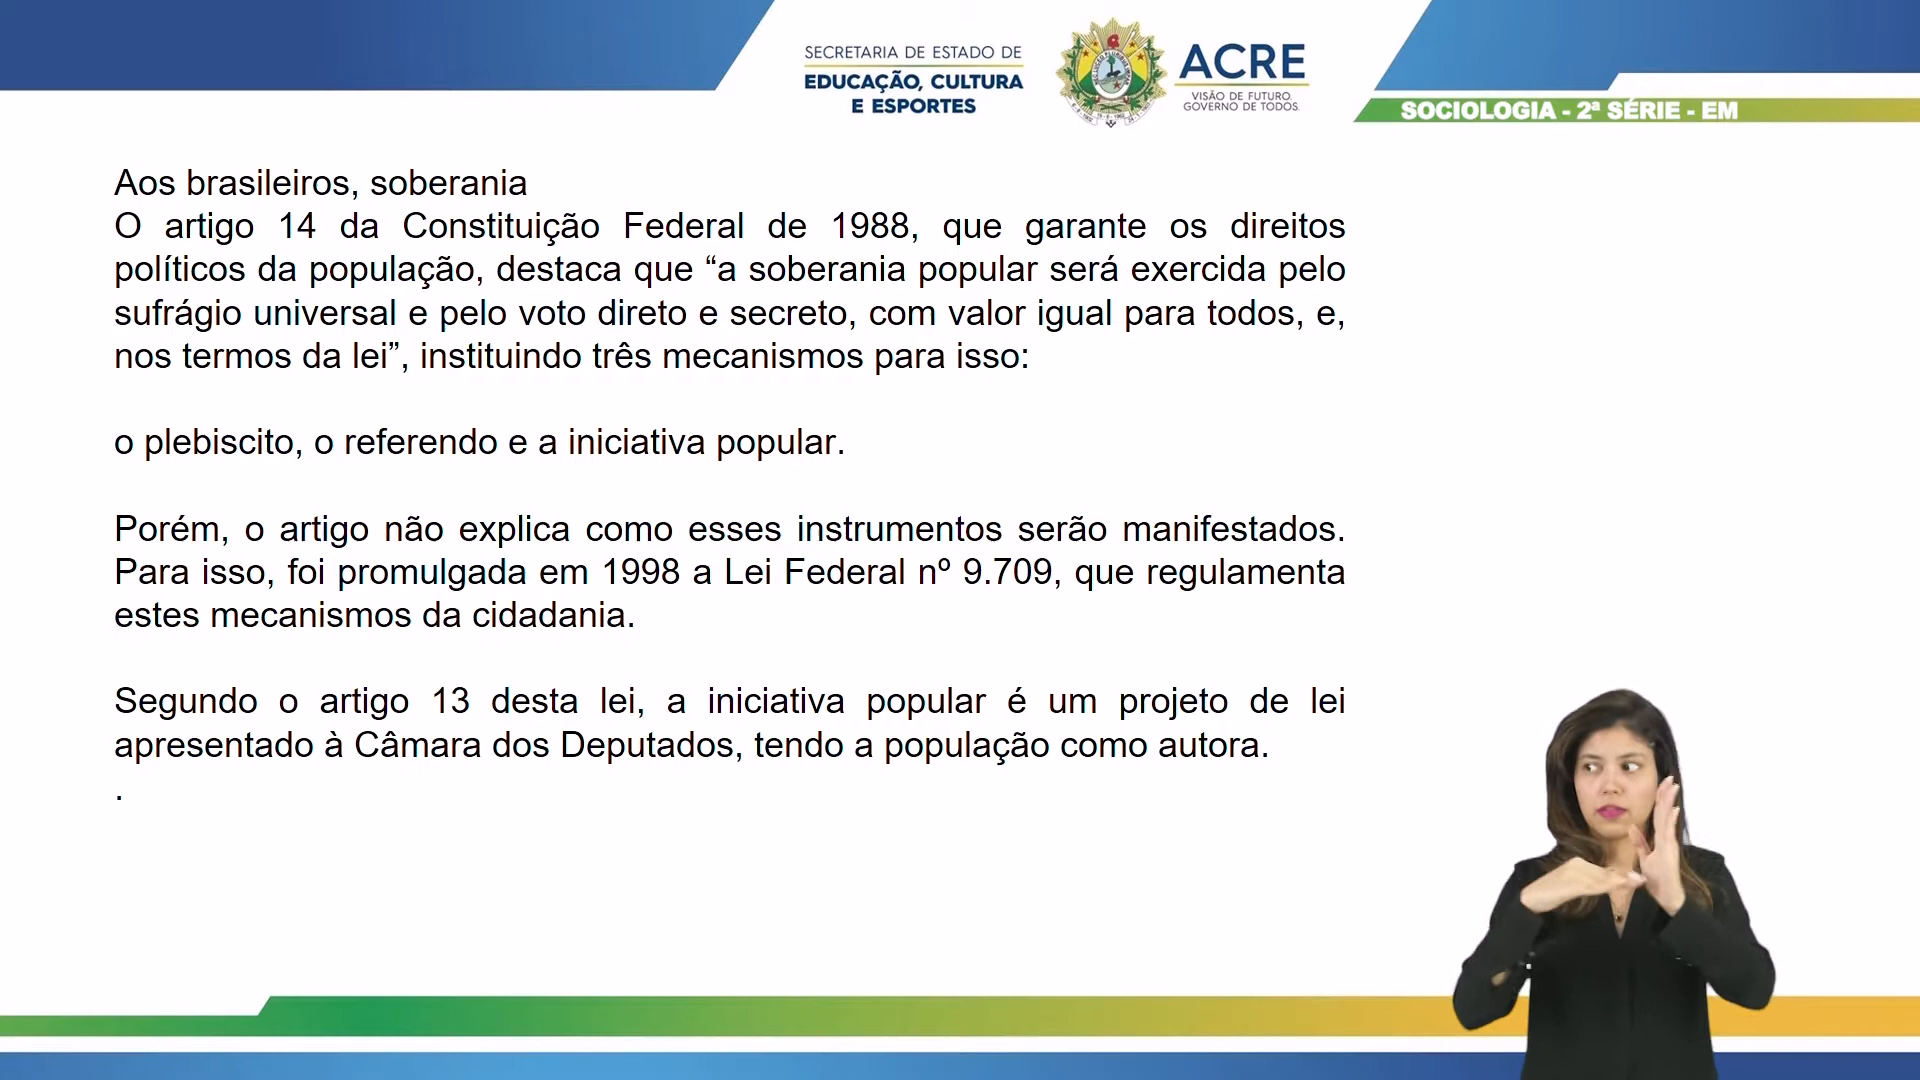 SECRETARIA DE ESTADO DE
EDUCAÇÃO, CULTURA
E ESPORTES
ACRE
VISÃO DE FUTURO.
GOVERNO DE TODOS.
SOCIOLOGIA - 2ª SÉRIE - EM
Aos brasileiros, soberania
O artigo 14 da Constituição Federal de 1988, que garante os direitos
políticos da população, destaca que “a soberania popular será exercida pelo
sufrágio universal e pelo voto direto e secreto, com valor igual para todos, e,
nos termos da lei”, instituindo três mecanismos para isso:
o plebiscito, o referendo e a iniciativa popular.
Porém, o artigo não explica como esses instrumentos serão manifestados.
Para isso, foi promulgada em 1998 a Lei Federal nº 9.709, que regulamenta
estes mecanismos da cidadania.
Segundo o artigo 13 desta lei, a iniciativa popular é um projeto de lei
apresentado à Câmara dos Deputados, tendo a população como autora.
.